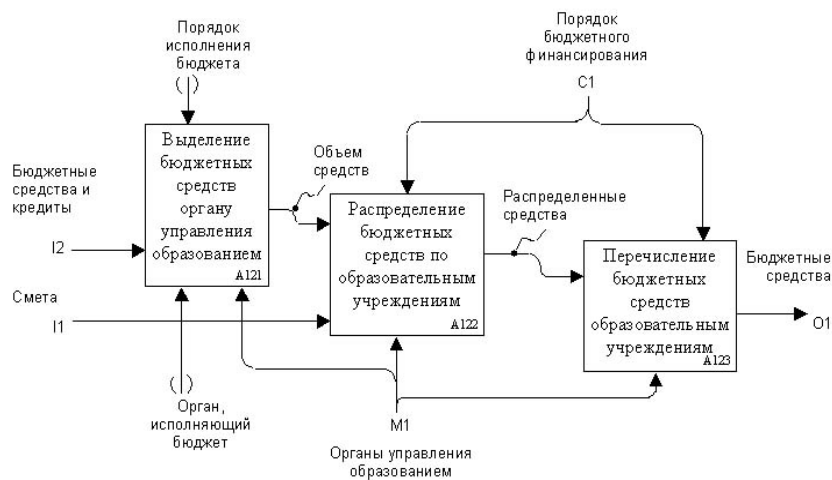 Порядок
исполнения
бюджета
( )
Порядок
бюджетного
финансирования
C1
Выделение
бюджетных
средств
органу
управления
образованием
A121
Объем
средств
Бюджетные
средства и
кредиты
I2
Распределение
бюджетных
средств по
образовательным
учреждениям
A122
Распределенные
средства
Перечисление
бюджетных
средств
образовательным
учреждениям
A123
Бюджетные
средства
O1
Смета
I1
( )
Орган,
исполняющий
бюджет
M1
Органы управления
образованием